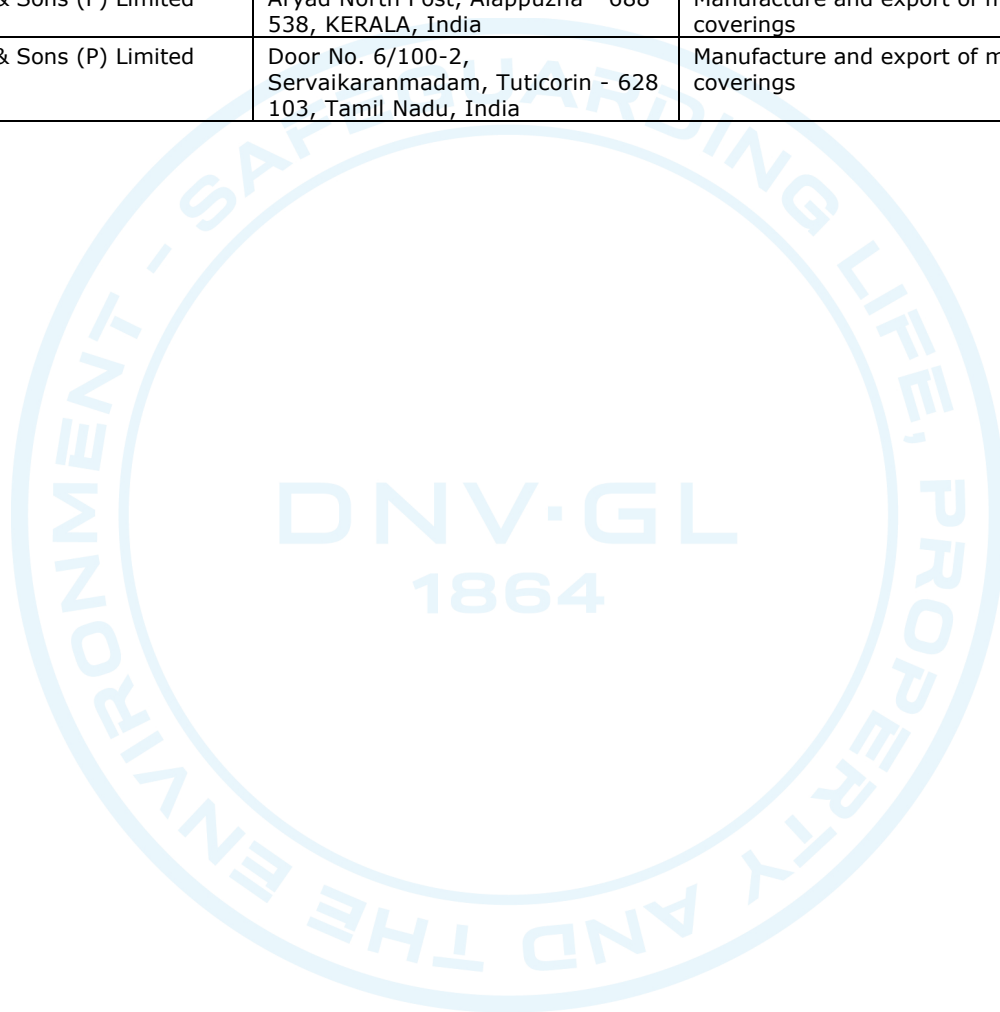 & Sons (P) Limited
Aryad North Post, Alappuzha - 688
538, KERALA, India
Manufacture and export of
coverings
& Sons (P) Limited
Door No. 6/100-2,
Servaikaranmadam, Tuticorin - 628
103, Tamil Nadu, India
Manufacture and export of
coverings
SAFEGUARDING LIFE, PROPERTY AND THE ENVIRONMENT -
DNV·GL
1864